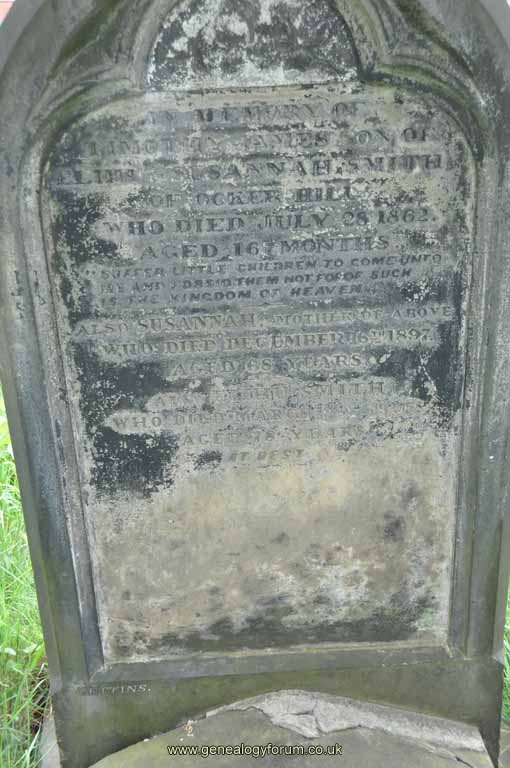 IN MEMORY OF
TIMOTHY JAMES SON OF
SUSANNAH SMITH
OF OCKER HILL
WHO DIED JULY 28 1862.
AGED 16 MONTHS
"SUFFER LITTLE CHILDREN TO COME UNTO
ME AND FORBID THEM NOT FOR OF SUCH
IS THE KINGDOM OF HEAVEN"
ALSO SUSANNAH, MOTHER OF ABOVE
WHO DIED DECEMBER 1897
AGED 68 YEARS
SMITH
WHO DIED MARCH
AGED YEARS
AT REST
www.genealogyforum.co.uk